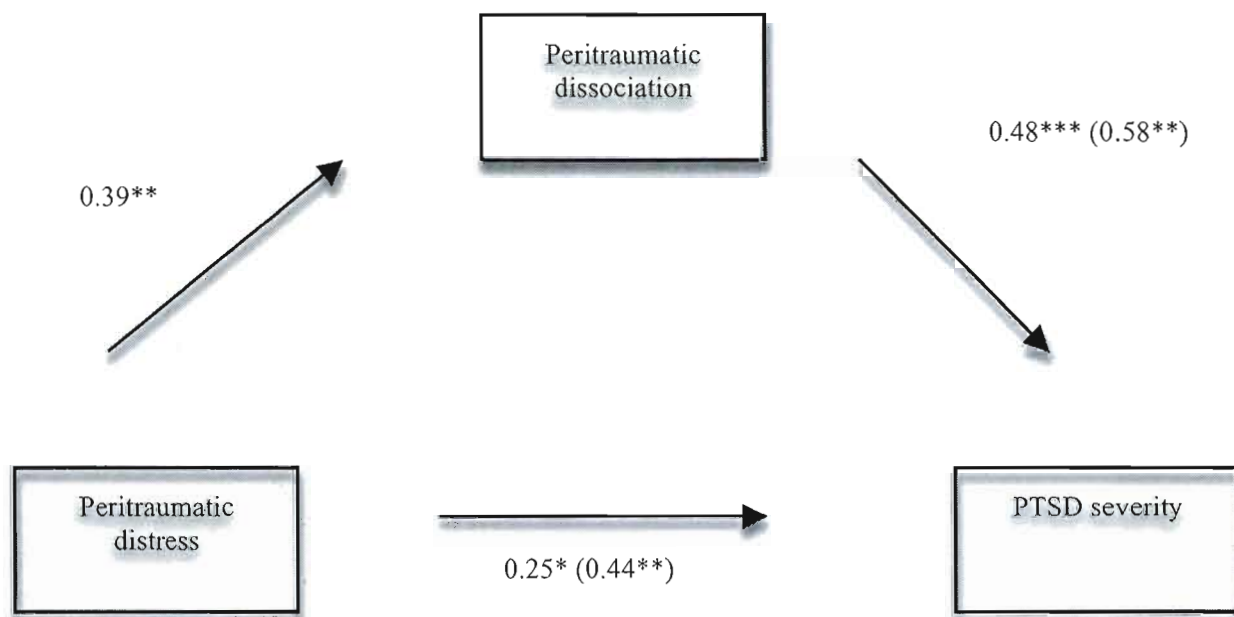 Peritraumatic
dissociation
0.48*** (0.58**)
0.39**
Peritraumatic
distress
PTSD severity
0.25* (0.44**)